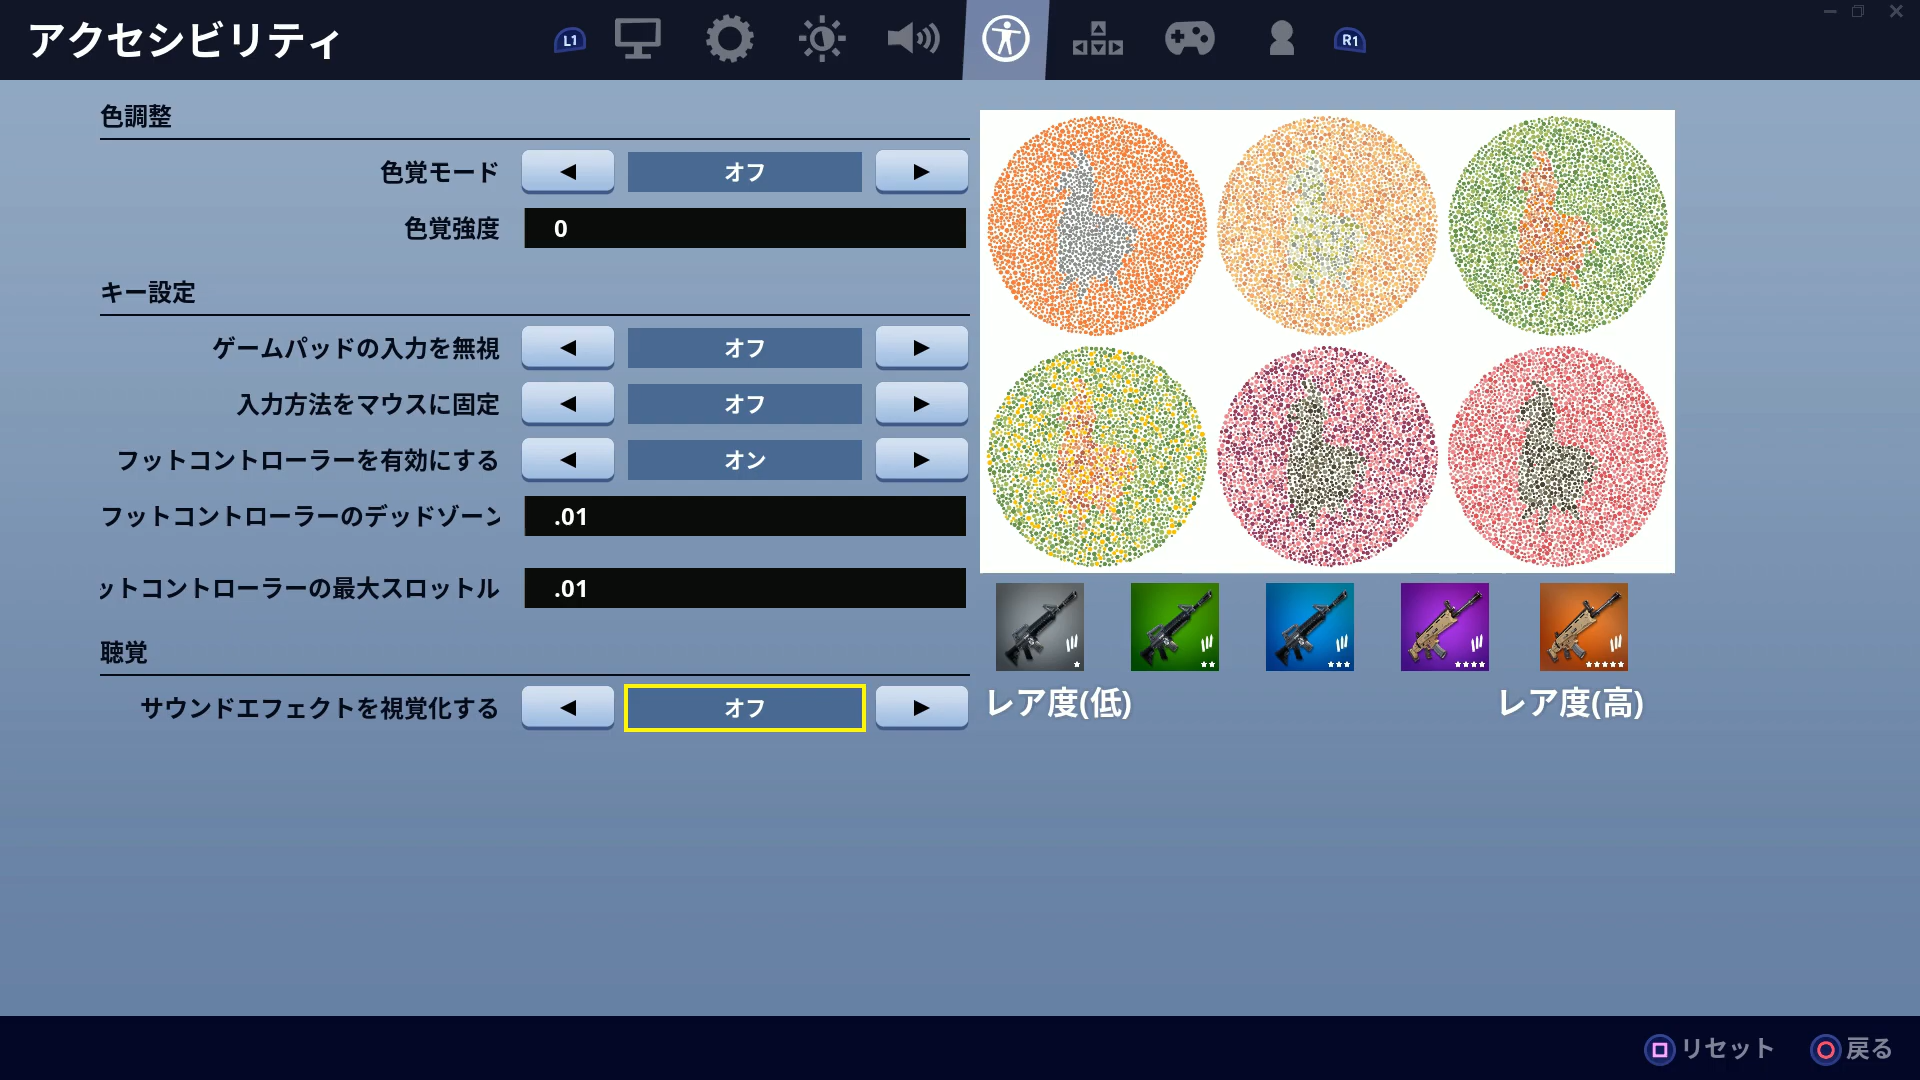 アクセシビリティ
L1
R1
色調整
色覚モード
オフ
色覚強度
0
キー設定
ゲームパッドの入力を無視
オフ
入力方法をマウスに固定
オフ
フットコントローラーを有効にする
オン
フットコントローラーのデッドゾーン
.01
ットコントローラーの最大スロットル
.01
聴覚
サウンドエフェクトを視覚化する
オフ
レア度(低)
レア度(高)
リセット
戻る